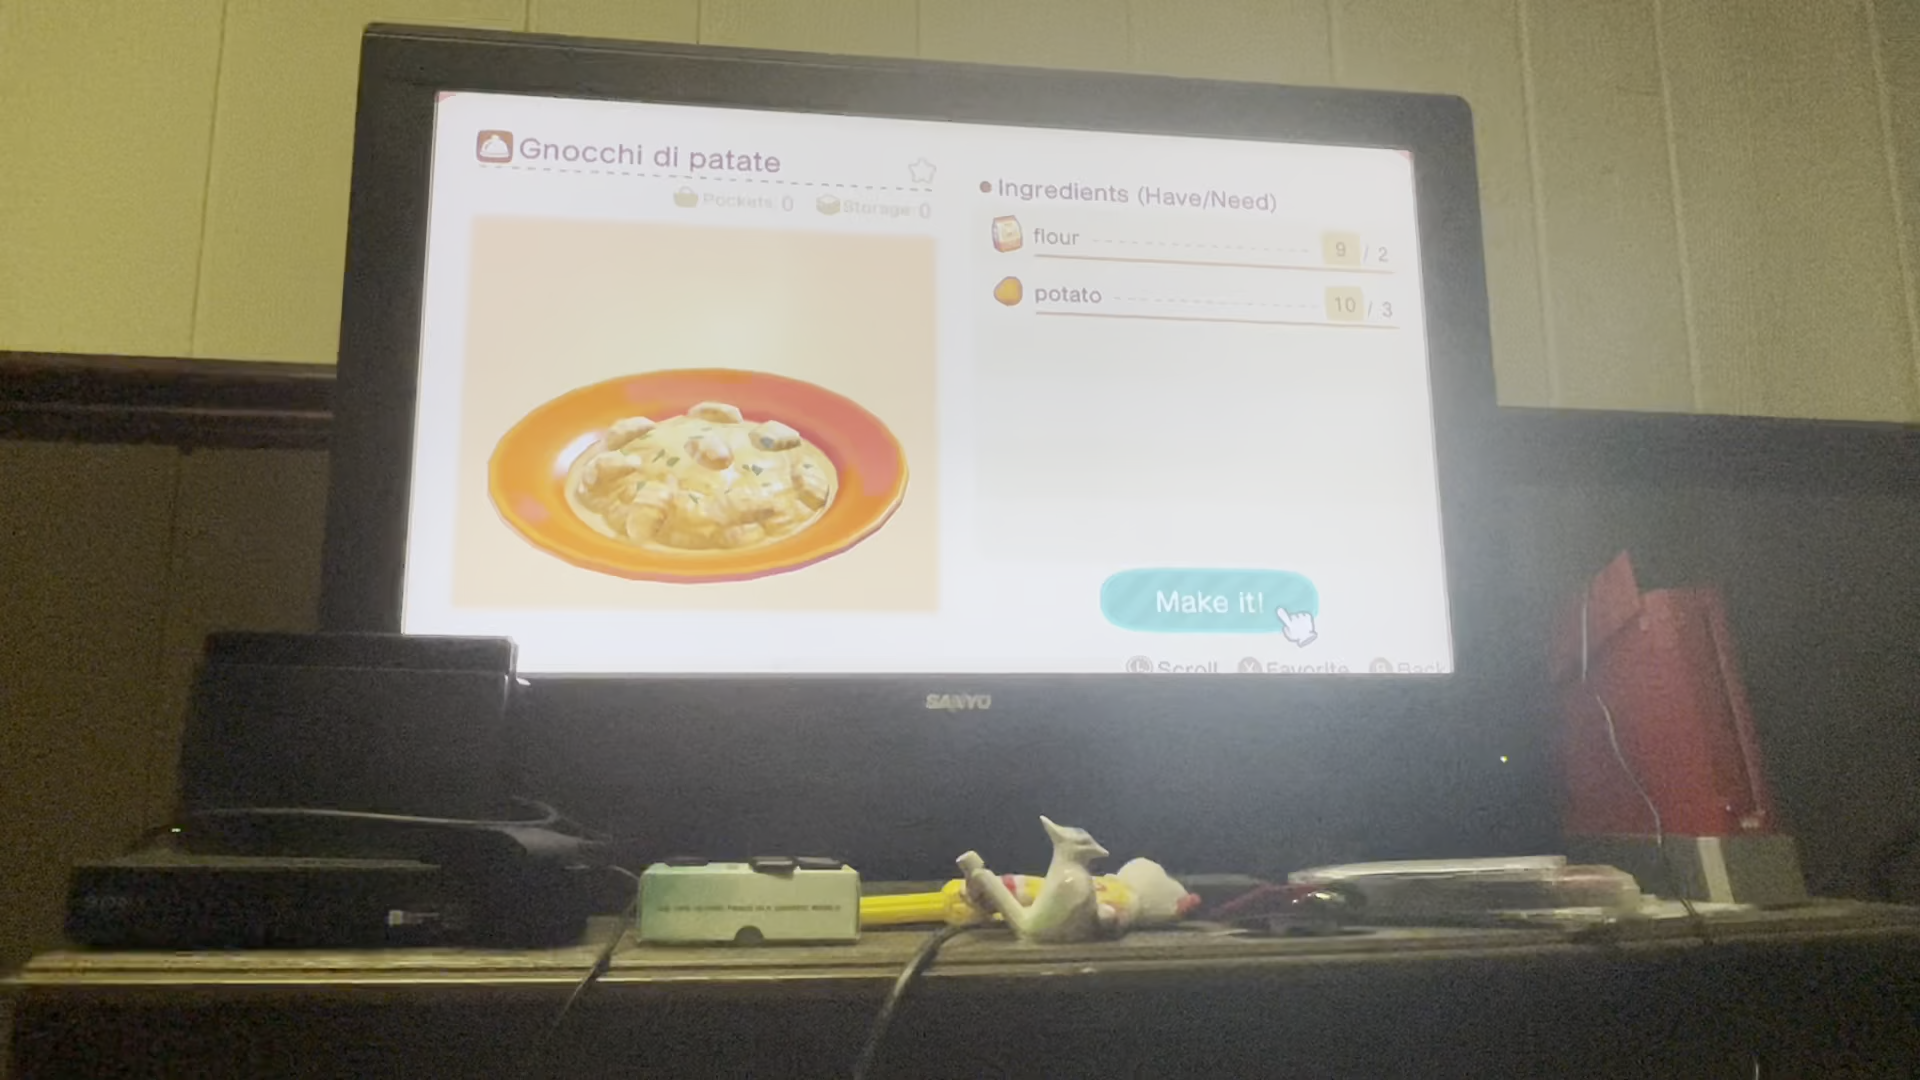 Gnocchi di patate
Pockets: 0 Storage: 0
Ingredients (Have/Need)
flour 9 / 2
potato 10 / 3
Make it!
L Scroll X Favorite B Back
SANYO
SONY